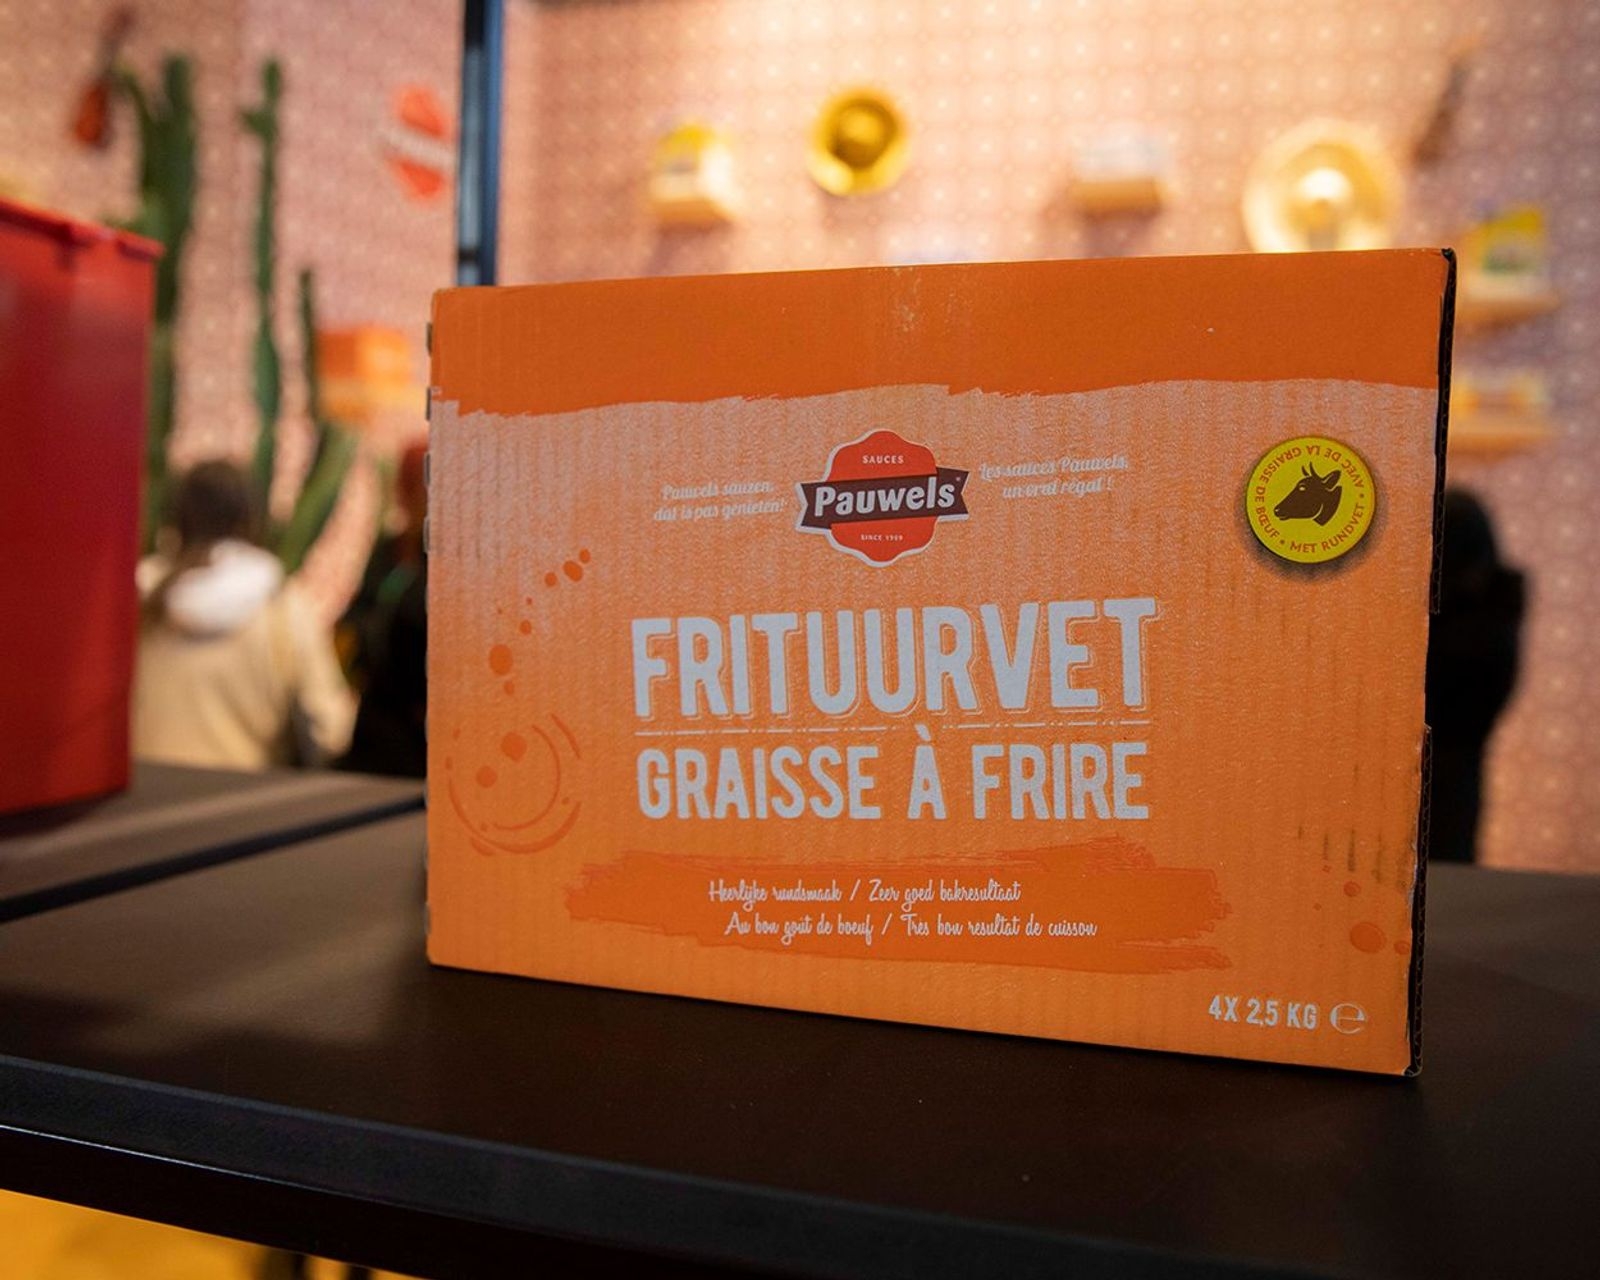 SAUCES
Pauwels
SINCE 1909
Pauwels sauzen,
dat is pas genieten!
Les sauces Pauwels,
un vrai régal !
AVEC DE LA GRAISSE DE BŒUF • MET RUNDVET •
FRITUURVET
GRAISSE À FRIRE
Heerlijke rundsmaak / Zeer goed bakresultaat
Au bon goût de boeuf / Tres bon resultat de cuisson
4X 2,5 KG ℮